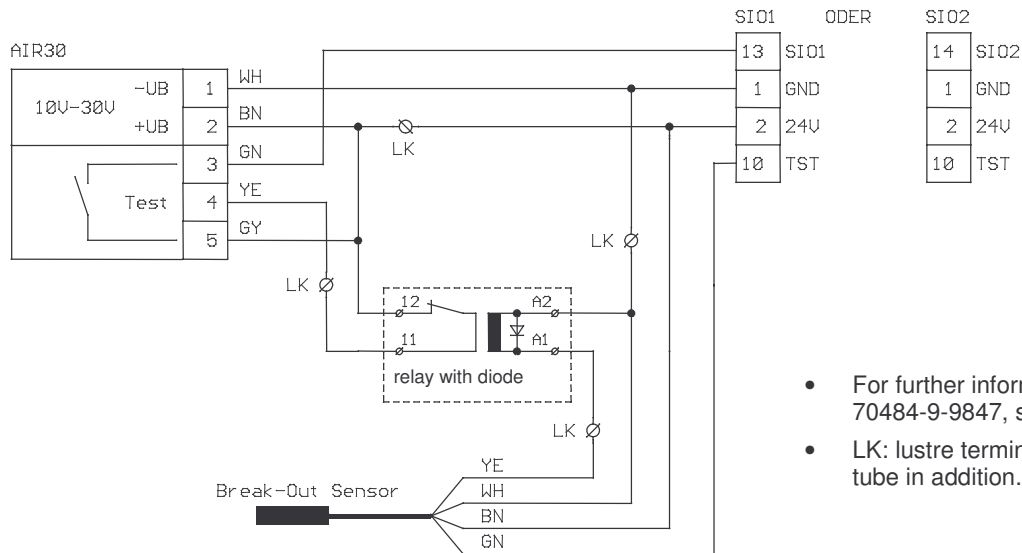 SIO1 ODER SIO2
AIR30
10V-30V
-UB 1 WH
+UB 2 BN
3 GN
Test 4 YE
5 GY
13 SIO1
1 GND
2 24V
10 TST
14 SIO2
1 GND
2 24V
10 TST
LK
LK
LK
12 A2
11 A1
relay with diode
LK
Break-Out Sensor
YE
WH
BN
GN
• For further inform
70484-9-9847, s
• LK: lustre termin
tube in addition.